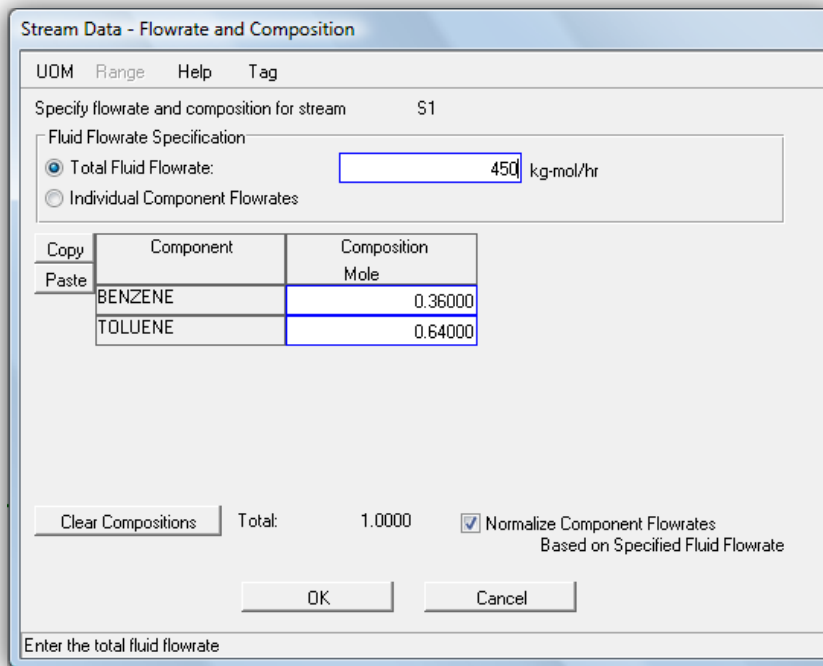 Stream Data - Flowrate and Composition
UOM Range Help Tag
Specify flowrate and composition for stream S1
Fluid Flowrate Specification
Total Fluid Flowrate: 450 kg-mol/hr
Individual Component Flowrates
Copy Component Composition
Paste Mole
BENZENE 0.36000
TOLUENE 0.64000
Clear Compositions Total: 1.0000 Normalize Component Flowrates
Based on Specified Fluid Flowrate
OK Cancel
Enter the total fluid flowrate